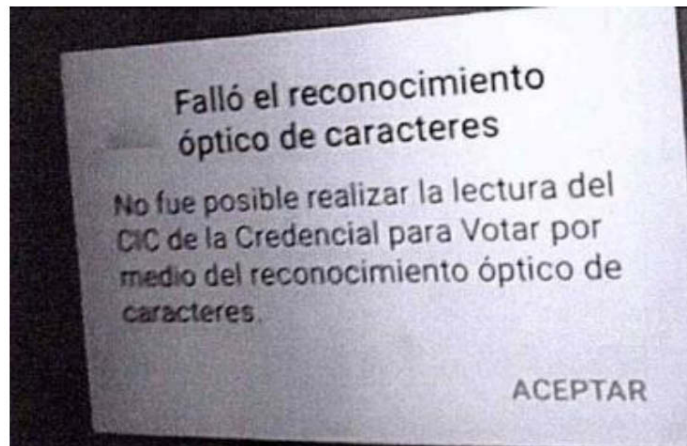 Falló el reconocimiento
óptico de caracteres
No fue posible realizar la lectura del
CIC de la Credencial para Votar por
medio del reconocimiento óptico de
caracteres.
ACEPTAR